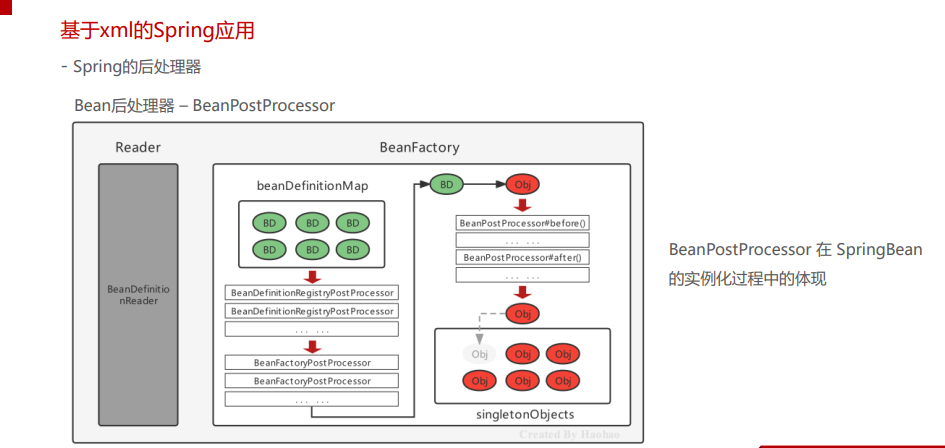 基于xml的Spring应用
- Spring的后处理器
Bean后处理器 – BeanPostProcessor
Reader
BeanDefinitio
nReader
BeanFactory
beanDefinitionMap
BD BD BD
BD BD BD
BeanDefinitionRegistryPostProcessor
BeanDefinitionRegistryPostProcessor
... ...
BeanFactoryPostProcessor
BeanFactoryPostProcessor
... ...
BD Obj
BeanPostProcessor#before()
... ...
BeanPostProcessor#after()
... ...
Obj
Obj Obj Obj
Obj Obj Obj
singletonObjects
Created By Haohao
BeanPostProcessor 在 SpringBean
的实例化过程中的体现